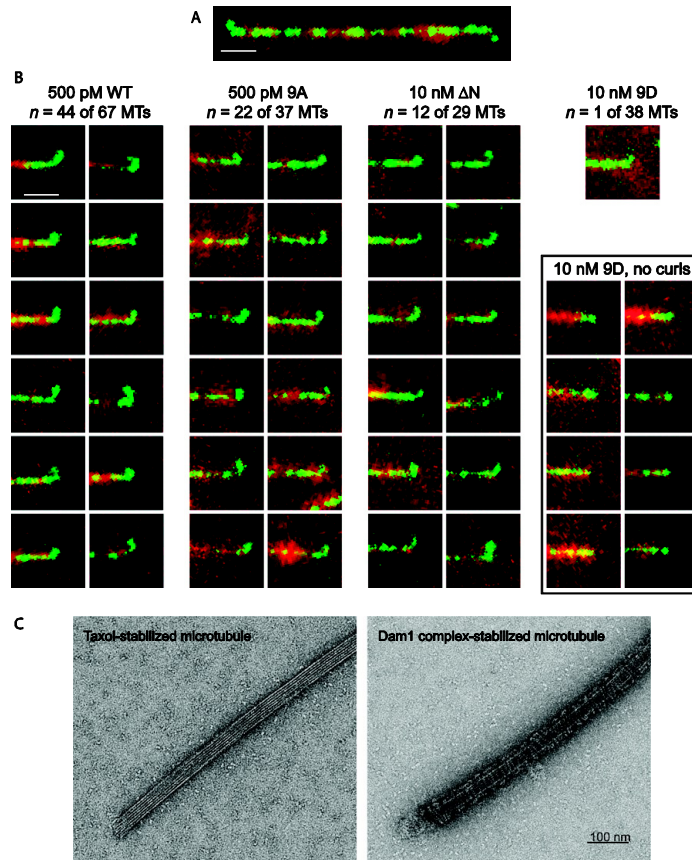 A
B
500 pM WT
n = 44 of 67 MTs
500 pM 9A
n = 22 of 37 MTs
10 nM ΔN
n = 12 of 29 MTs
10 nM 9D
n = 1 of 38 MTs
10 nM 9D, no curls
C
Taxol-stabilized microtubule
Dam1 complex-stabilized microtubule
100 nm